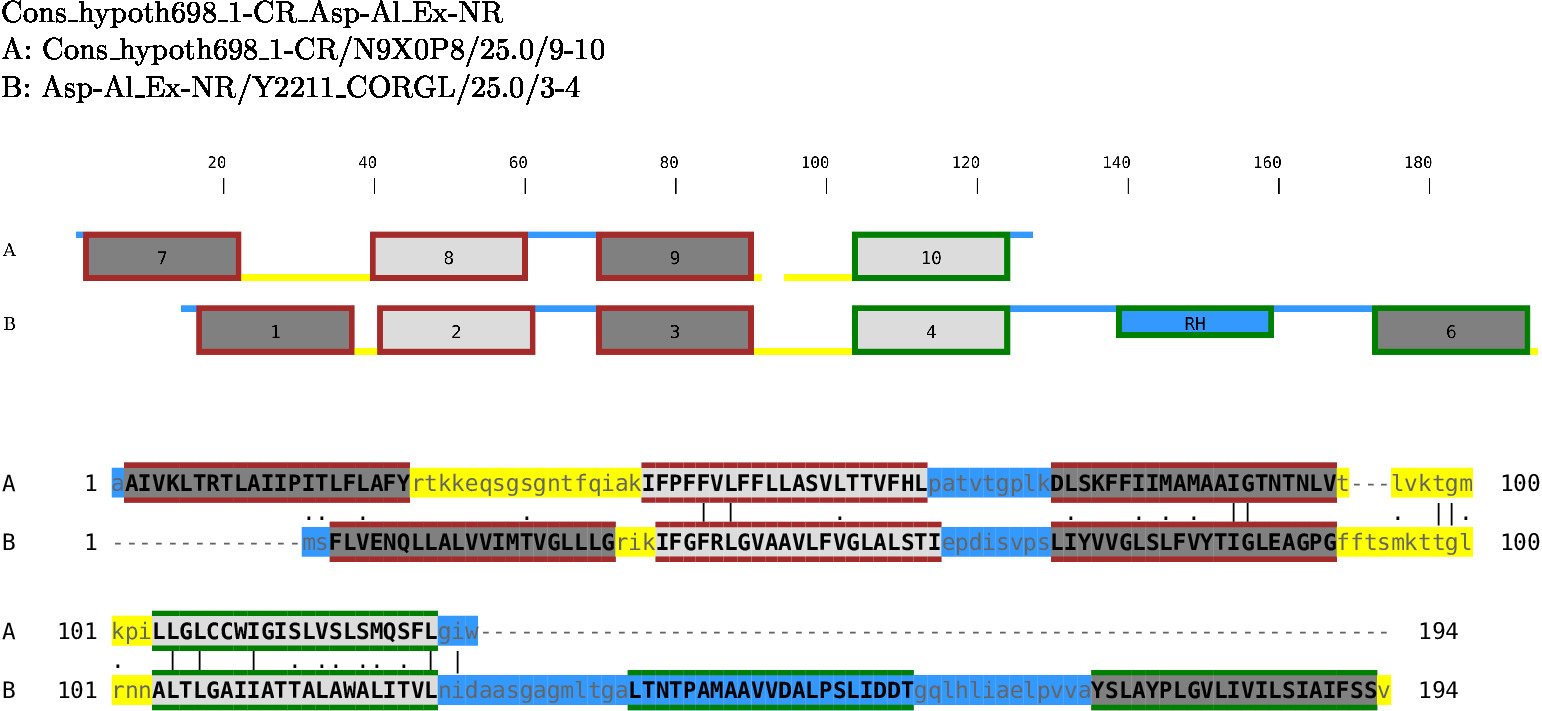 Cons_hypoth698_1-CR_Asp-Al_Ex-NR
A: Cons_hypoth698_1-CR/N9X0P8/25.0/9-10
B: Asp-Al_Ex-NR/Y2211_CORGL/25.0/3-4
20 40 60 80 100 120 140 160 180
A 7 8 9 10
B 1 2 3 4 RH 6
A 1 aAIVKLTRTLAIIPITLFLAFYrtkkeqsgsgntfqiakIFPFFVLFFLLASVLTTVFHLpatvtgplkDLSKFFIIMAMAAIGTNTNLVt---lvktgm 100
B 1 --------------msFLVENQLLALVVIMTVGLLLGrikIFGFRLGVAAVLFVGLALSTIepdisvpsLIYVVGLSLFVYTIGLEAGPGfftsmkttgl 100
A 101 kpiLLGLCCWIGISLVSLSMQSFLgiw------------------------------------------------------------------- 194
B 101 rnnALTLGAIIATTALAWALITVLnidaasgagmltgaLTNTPAMAAVVDALPSLIDDTgqlhliaelpvvaYSLAYPLGVLIVILSIAIFSSv 194